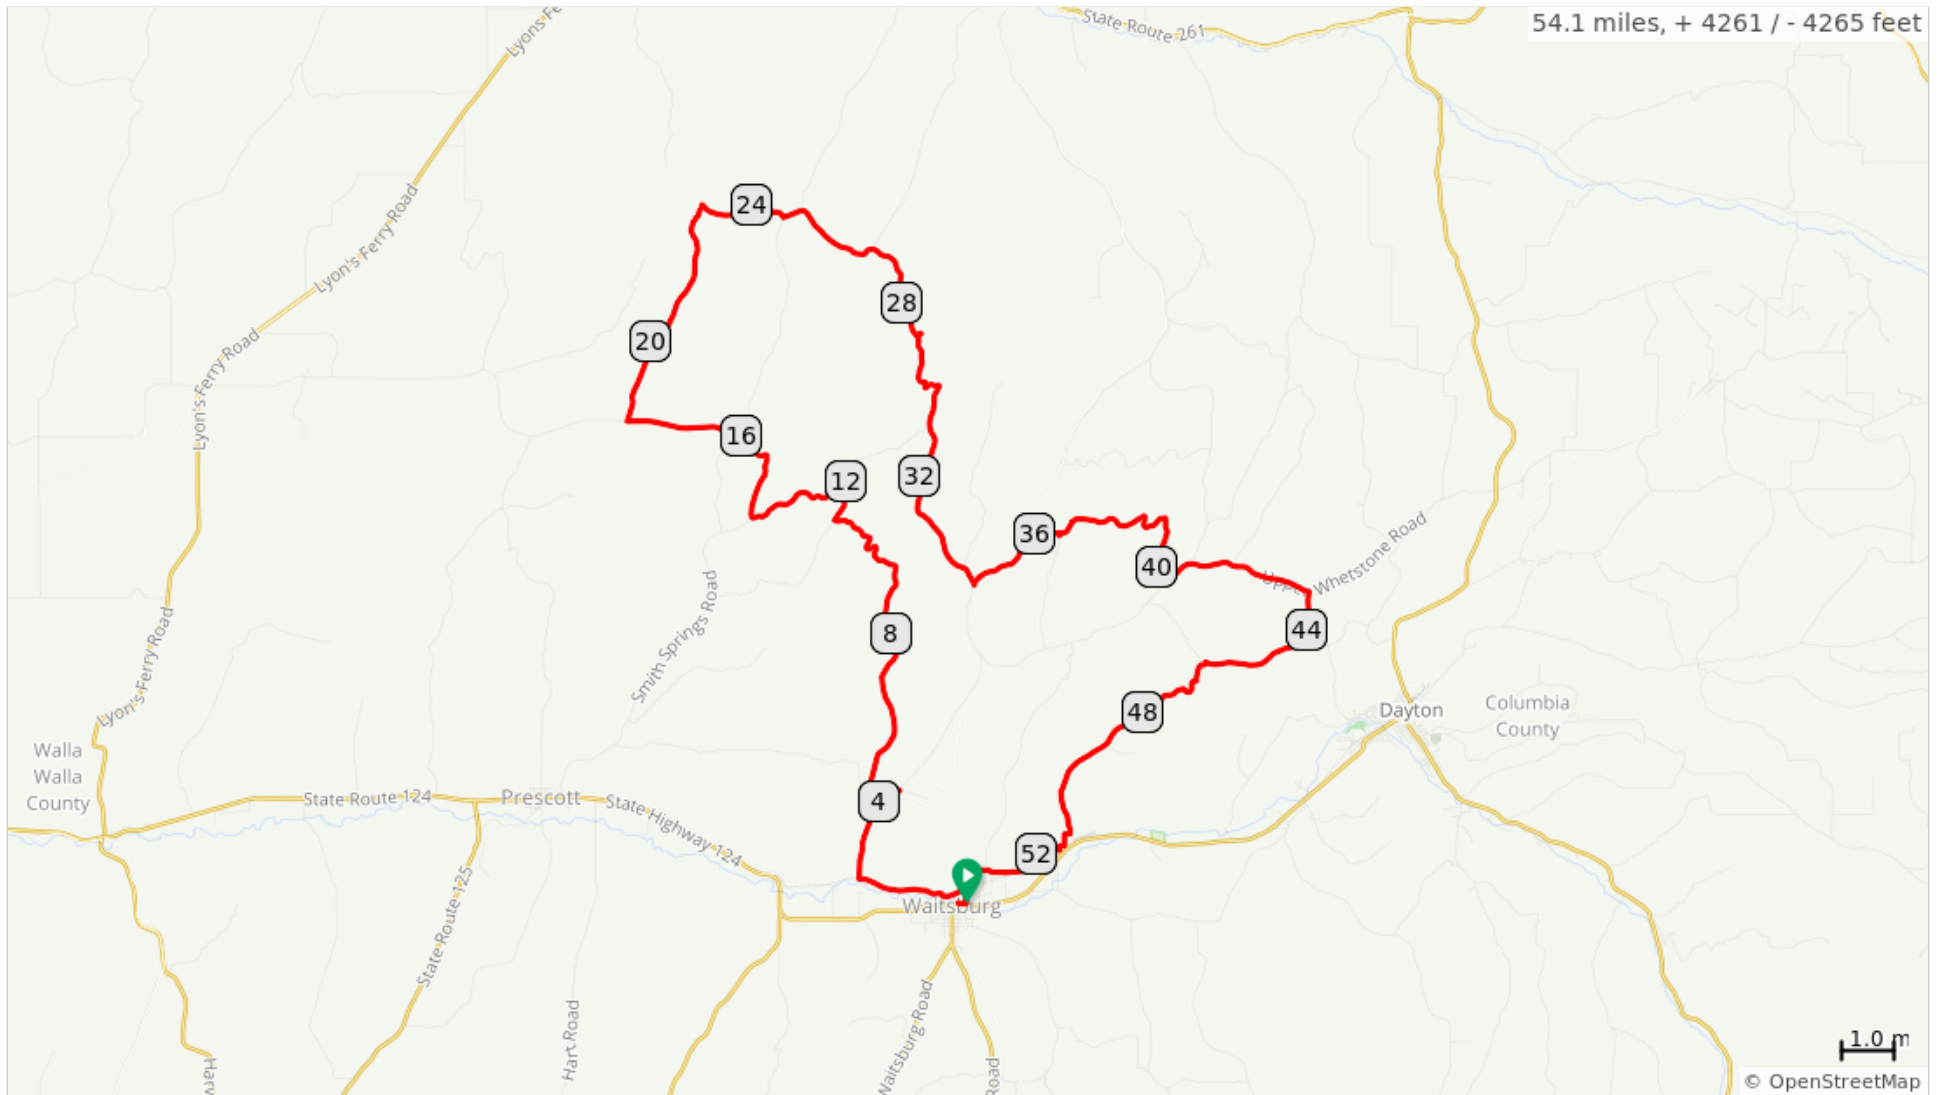 Lyons Fe
State Route 261
54.1 miles, + 4261 / - 4265 feet
24
Lyon's Ferry Road
28
20
Lyon's Ferry Road
16
12
32
36
Upper Whetstone Road
40
Smith Springs Road
8
44
Lyon's Ferry Road
48
Dayton
Columbia
County
Walla
Walla
County
State Route 124
Prescott
State Highway 124
4
52
State Route 125
Waitsburg
Hart Road
Waitsburg Road
Road
1.0 m
© OpenStreetMap